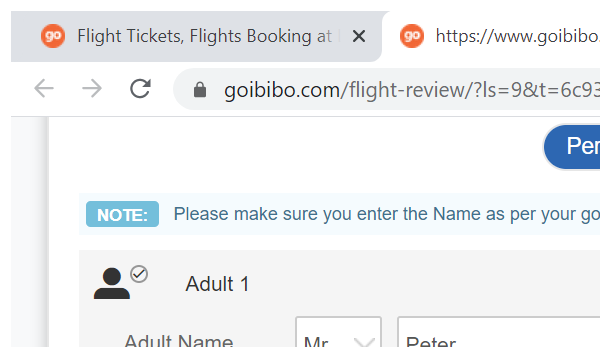 go Flight Tickets, Flights Booking at go https://www.goibibo.
goibibo.com/flight-review/?ls=9&t=6c93
Per
NOTE: Please make sure you enter the Name as per your go
Adult 1
Adult Name Mr Peter